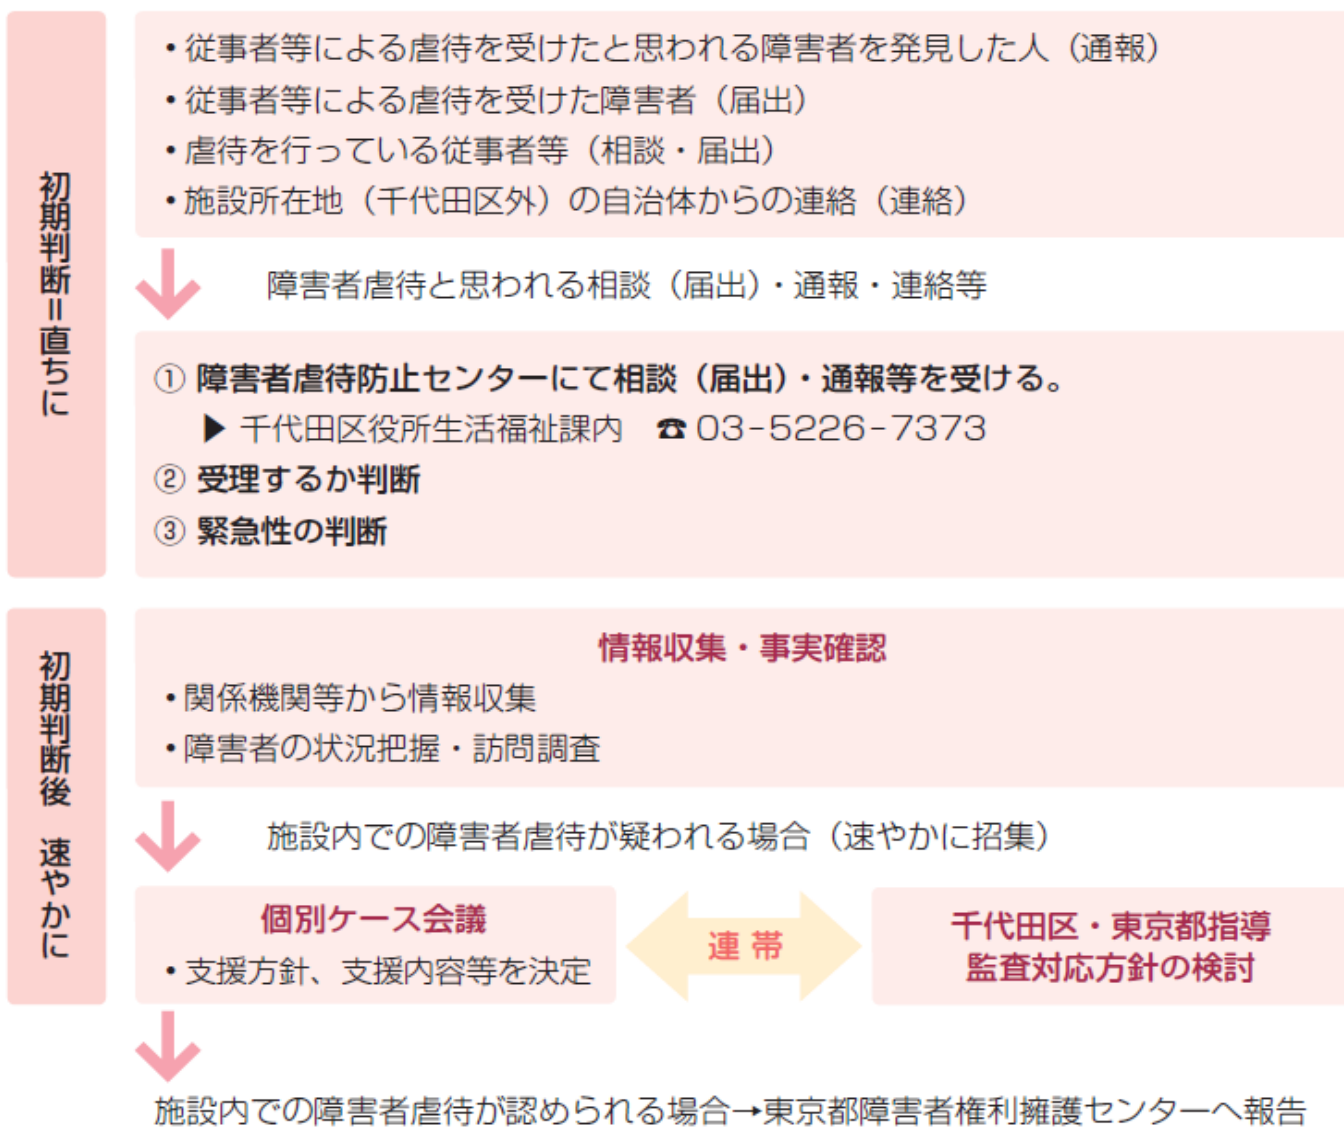 初期判断＝直ちに
•従事者等による虐待を受けたと思われる障害者を発見した人（通報）
•従事者等による虐待を受けた障害者（届出）
•虐待を行っている従事者等（相談・届出）
•施設所在地（千代田区外）の自治体からの連絡（連絡）
障害者虐待と思われる相談（届出）・通報・連絡等
① 障害者虐待防止センターにて相談（届出）・通報等を受ける。
▶ 千代田区役所生活福祉課内 ☎ 03-5226-7373
② 受理するか判断
③ 緊急性の判断
初期判断後 速やかに
情報収集・事実確認
•関係機関等から情報収集
•障害者の状況把握・訪問調査
施設内での障害者虐待が疑われる場合（速やかに招集）
個別ケース会議
•支援方針、支援内容等を決定
連帯
千代田区・東京都指導
監査対応方針の検討
施設内での障害者虐待が認められる場合→東京都障害者権利擁護センターへ報告